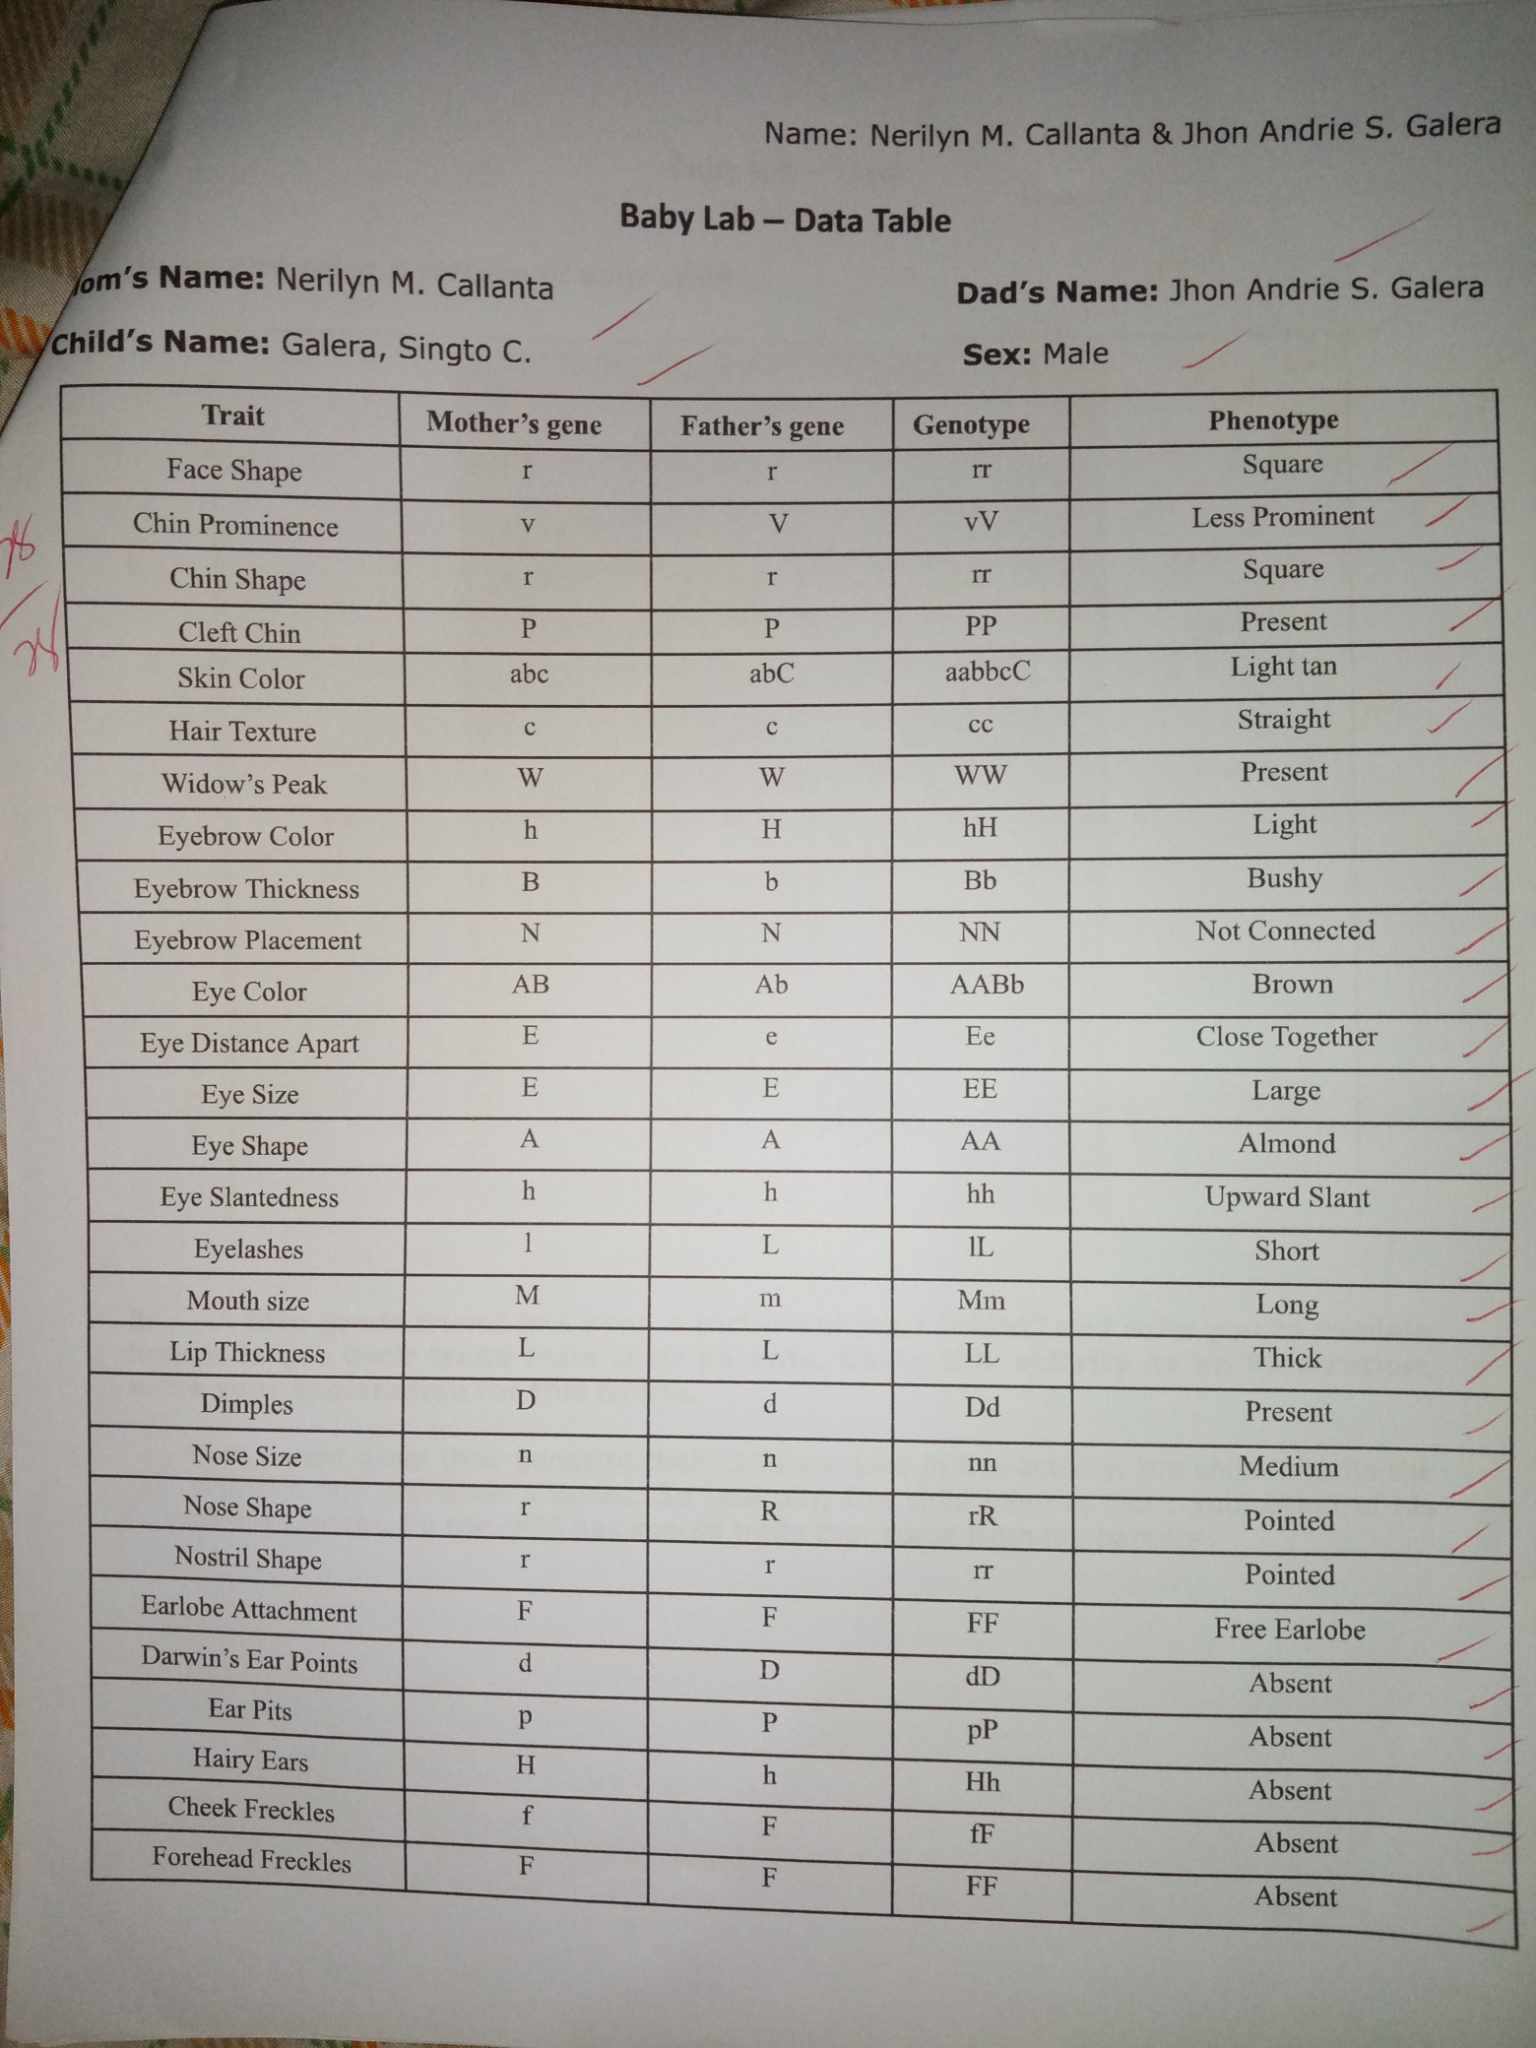 Name: Nerilyn M. Callanta & Jhon Andrie S. Galera
Baby Lab – Data Table
om's Name: Nerilyn M. Callanta Dad's Name: Jhon Andrie S. Galera
Child's Name: Galera, Singto C. Sex: Male
Trait Mother's gene Father's gene Genotype Phenotype
Face Shape r r rr Square
Chin Prominence v V vV Less Prominent
Chin Shape r r rr Square
Cleft Chin P P PP Present
Skin Color abc abC aabbcC Light tan
Hair Texture c c cc Straight
Widow's Peak W W WW Present
Eyebrow Color h H hH Light
Eyebrow Thickness B b Bb Bushy
Eyebrow Placement N N NN Not Connected
Eye Color AB Ab AABb Brown
Eye Distance Apart E e Ee Close Together
Eye Size E E EE Large
Eye Shape A A AA Almond
Eye Slantedness h h hh Upward Slant
Eyelashes l L lL Short
Mouth size M m Mm Long
Lip Thickness L L LL Thick
Dimples D d Dd Present
Nose Size n n nn Medium
Nose Shape r R rR Pointed
Nostril Shape r r rr Pointed
Earlobe Attachment F F FF Free Earlobe
Darwin's Ear Points d D dD Absent
Ear Pits p P pP Absent
Hairy Ears H h Hh Absent
Cheek Freckles f F fF Absent
Forehead Freckles F F FF Absent